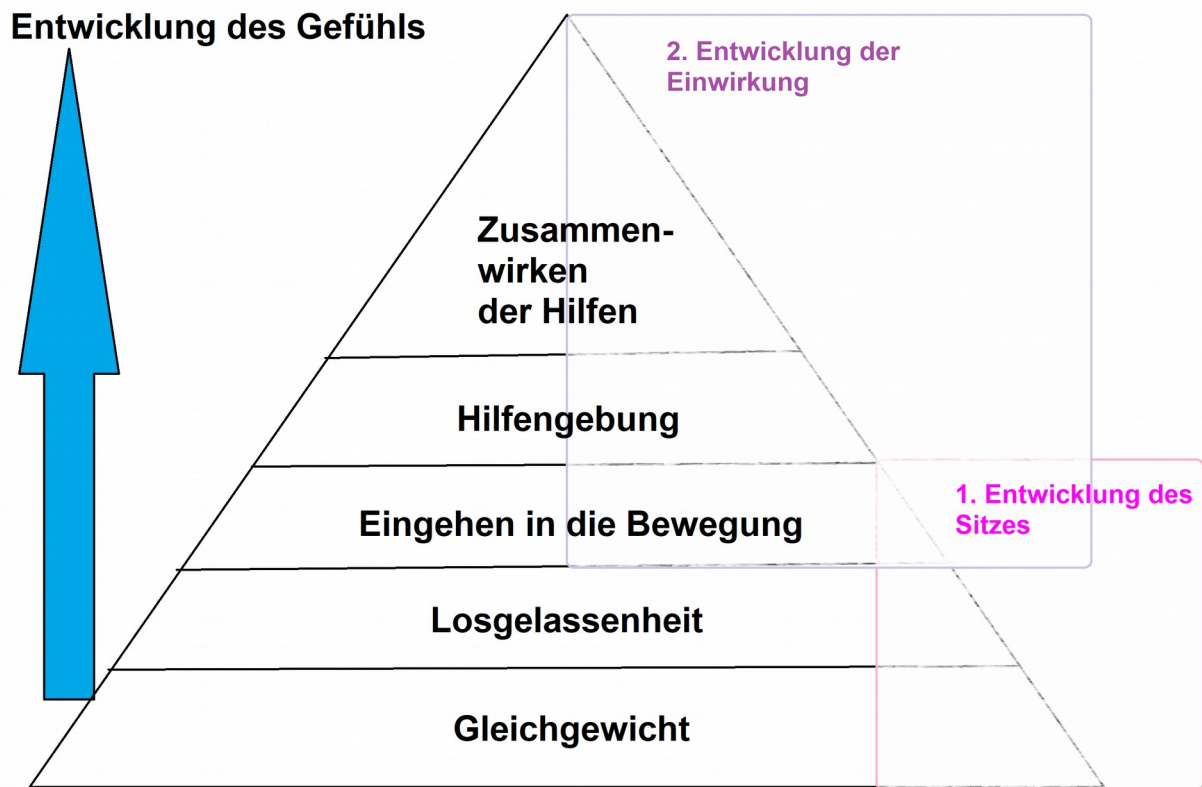 Entwicklung des Gefühls
2. Entwicklung der
Einwirkung
Zusammen-
wirken
der Hilfen
Hilfengebung
1. Entwicklung des
Sitzes
Eingehen in die Bewegung
Losgelassenheit
Gleichgewicht